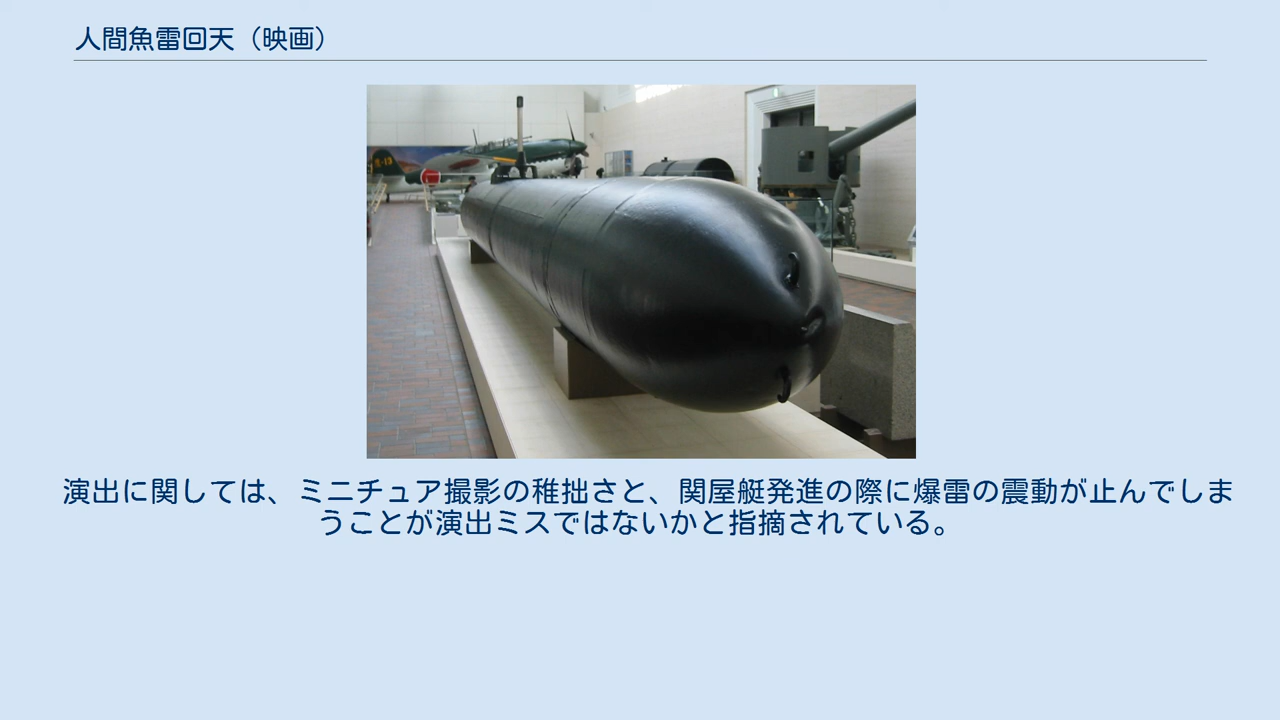 人間魚雷回天（映画）
演出に関しては、ミニチュア撮影の稚拙さと、関屋艇発進の際に爆雷の震動が止んでしま
うことが演出ミスではないかと指摘されている。